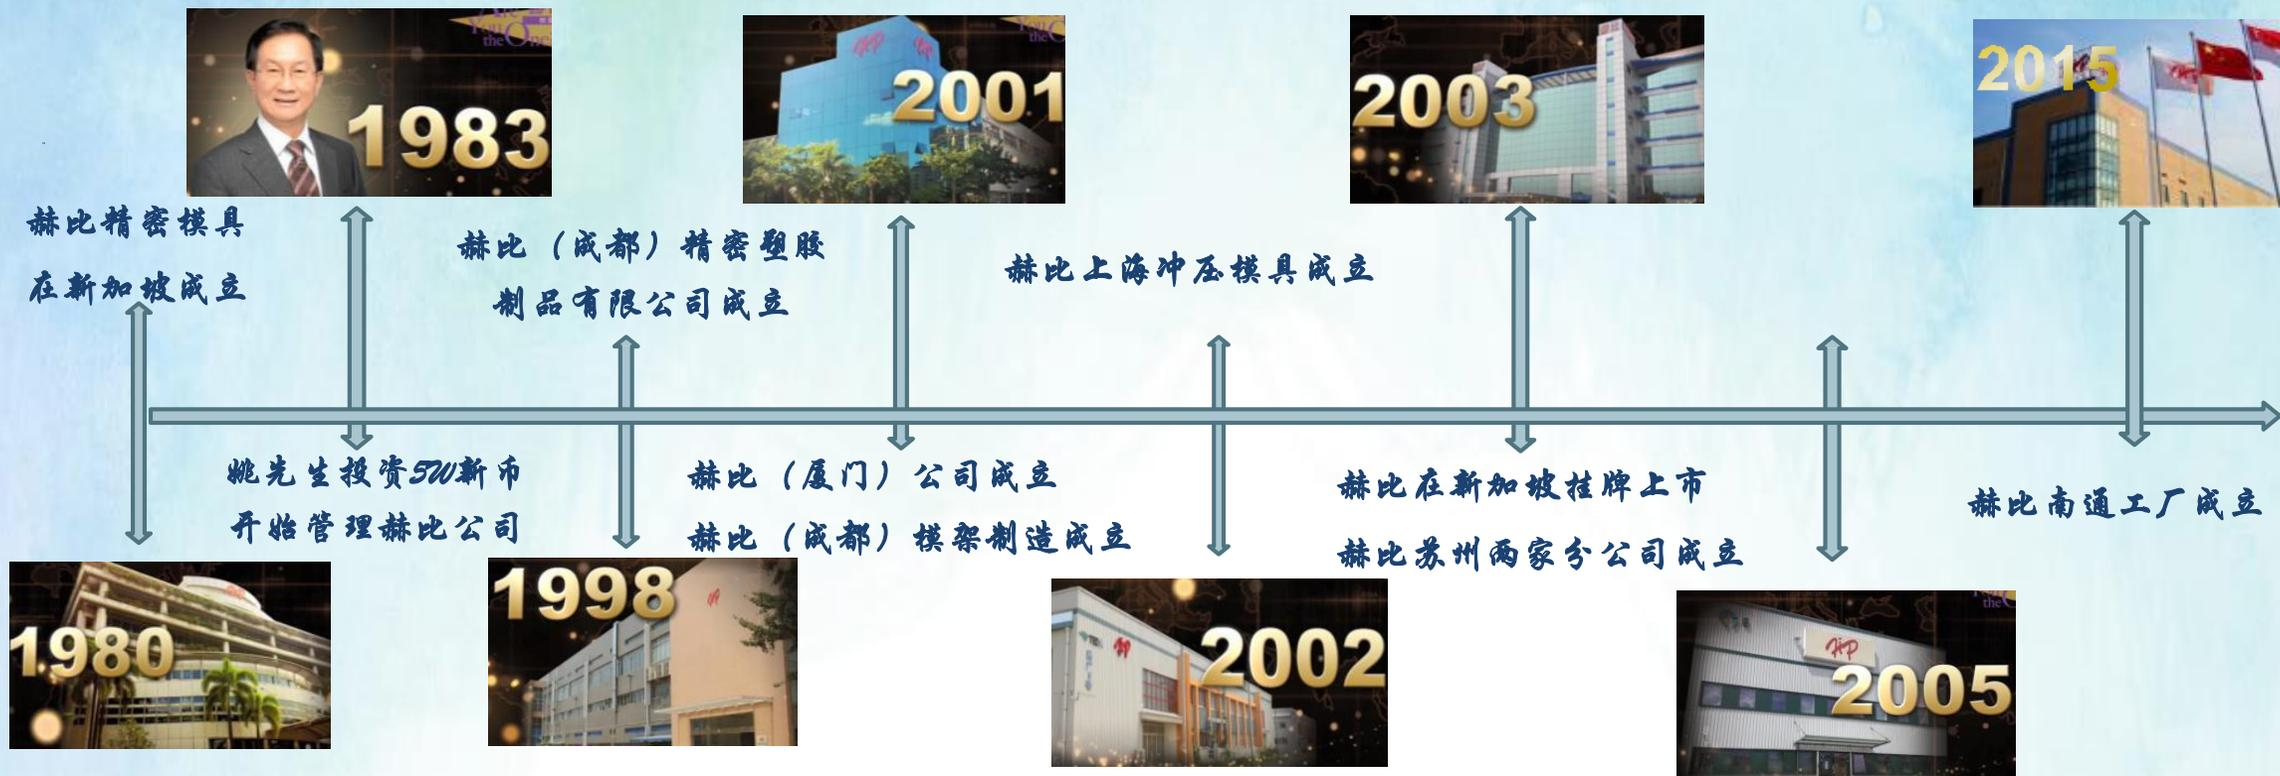 1983
2001
2003
2015
赫比精密模具
在新加坡成立
赫比（成都）精密塑胶
制品有限公司成立
赫比上海冲压模具成立
姚先生投资5W新币
开始管理赫比公司
赫比（厦门）公司成立
赫比（成都）模架制造成立
赫比在新加坡挂牌上市
赫比苏州两家分公司成立
赫比南通工厂成立
1980
1998
2002
2005